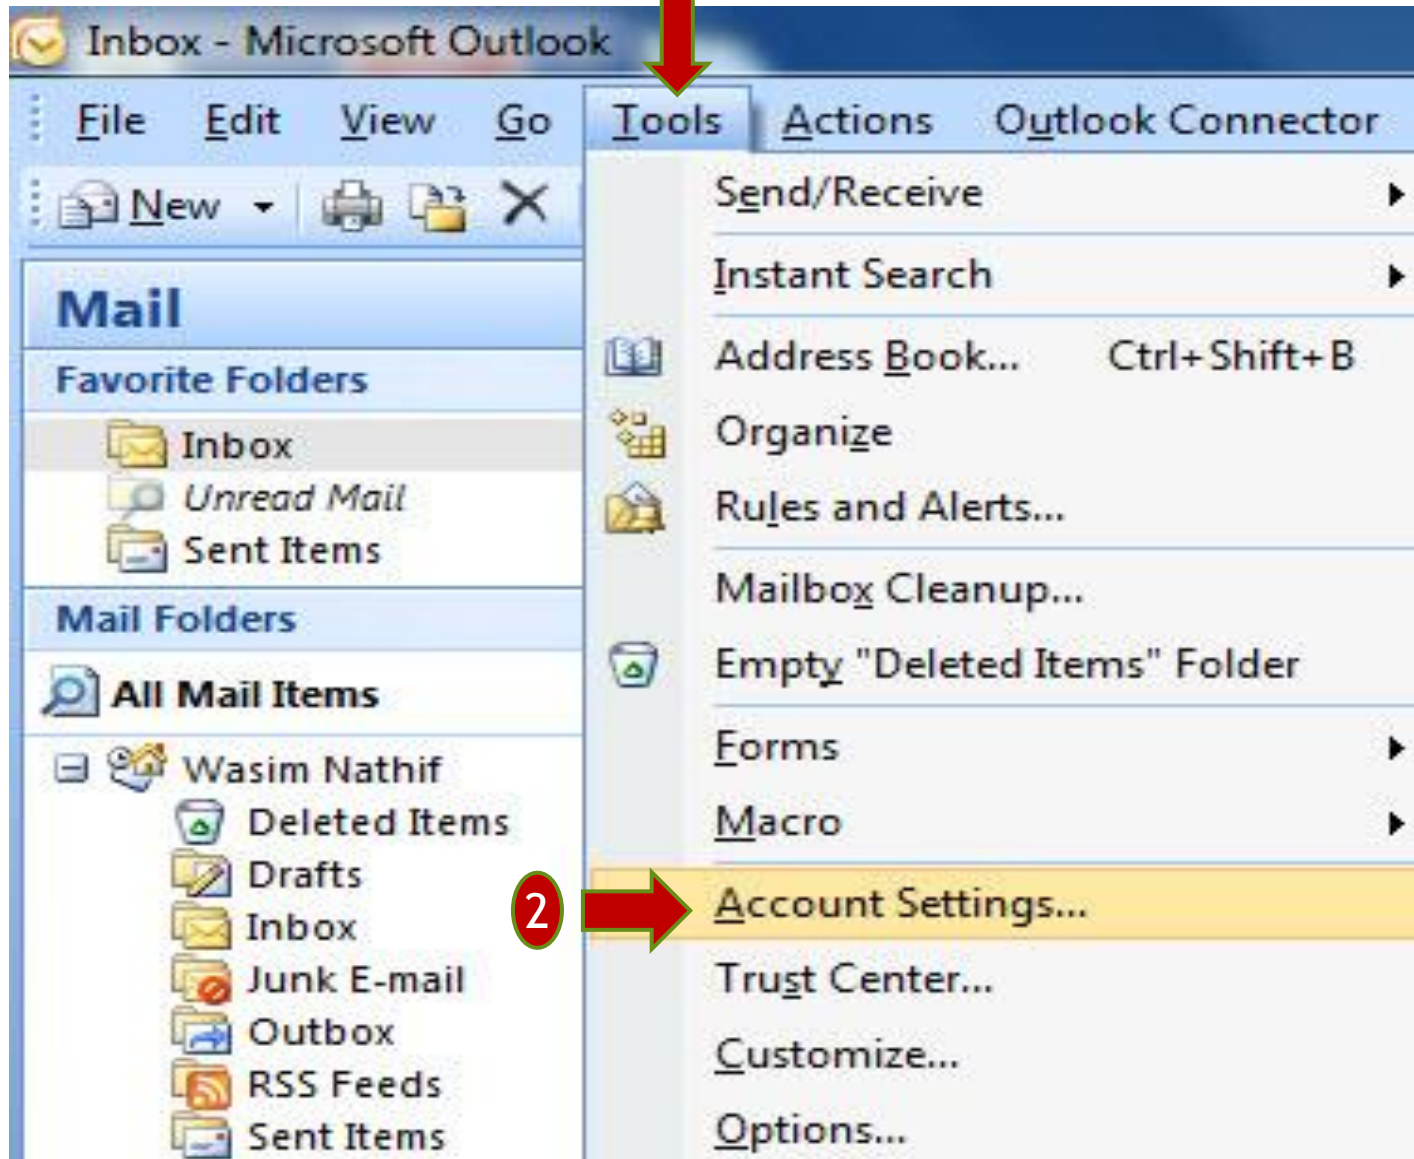 Inbox - Microsoft Outlook
File Edit View Go Tools Actions Outlook Connector
New
Send/Receive
Instant Search
Address Book... Ctrl+Shift+B
Organize
Rules and Alerts...
Mailbox Cleanup...
Empty "Deleted Items" Folder
Forms
Macro
2
Account Settings...
Trust Center...
Customize...
Options...
Mail
Favorite Folders
Inbox
Unread Mail
Sent Items
Mail Folders
All Mail Items
Wasim Nathif
Deleted Items
Drafts
Inbox
Junk E-mail
Outbox
RSS Feeds
Sent Items